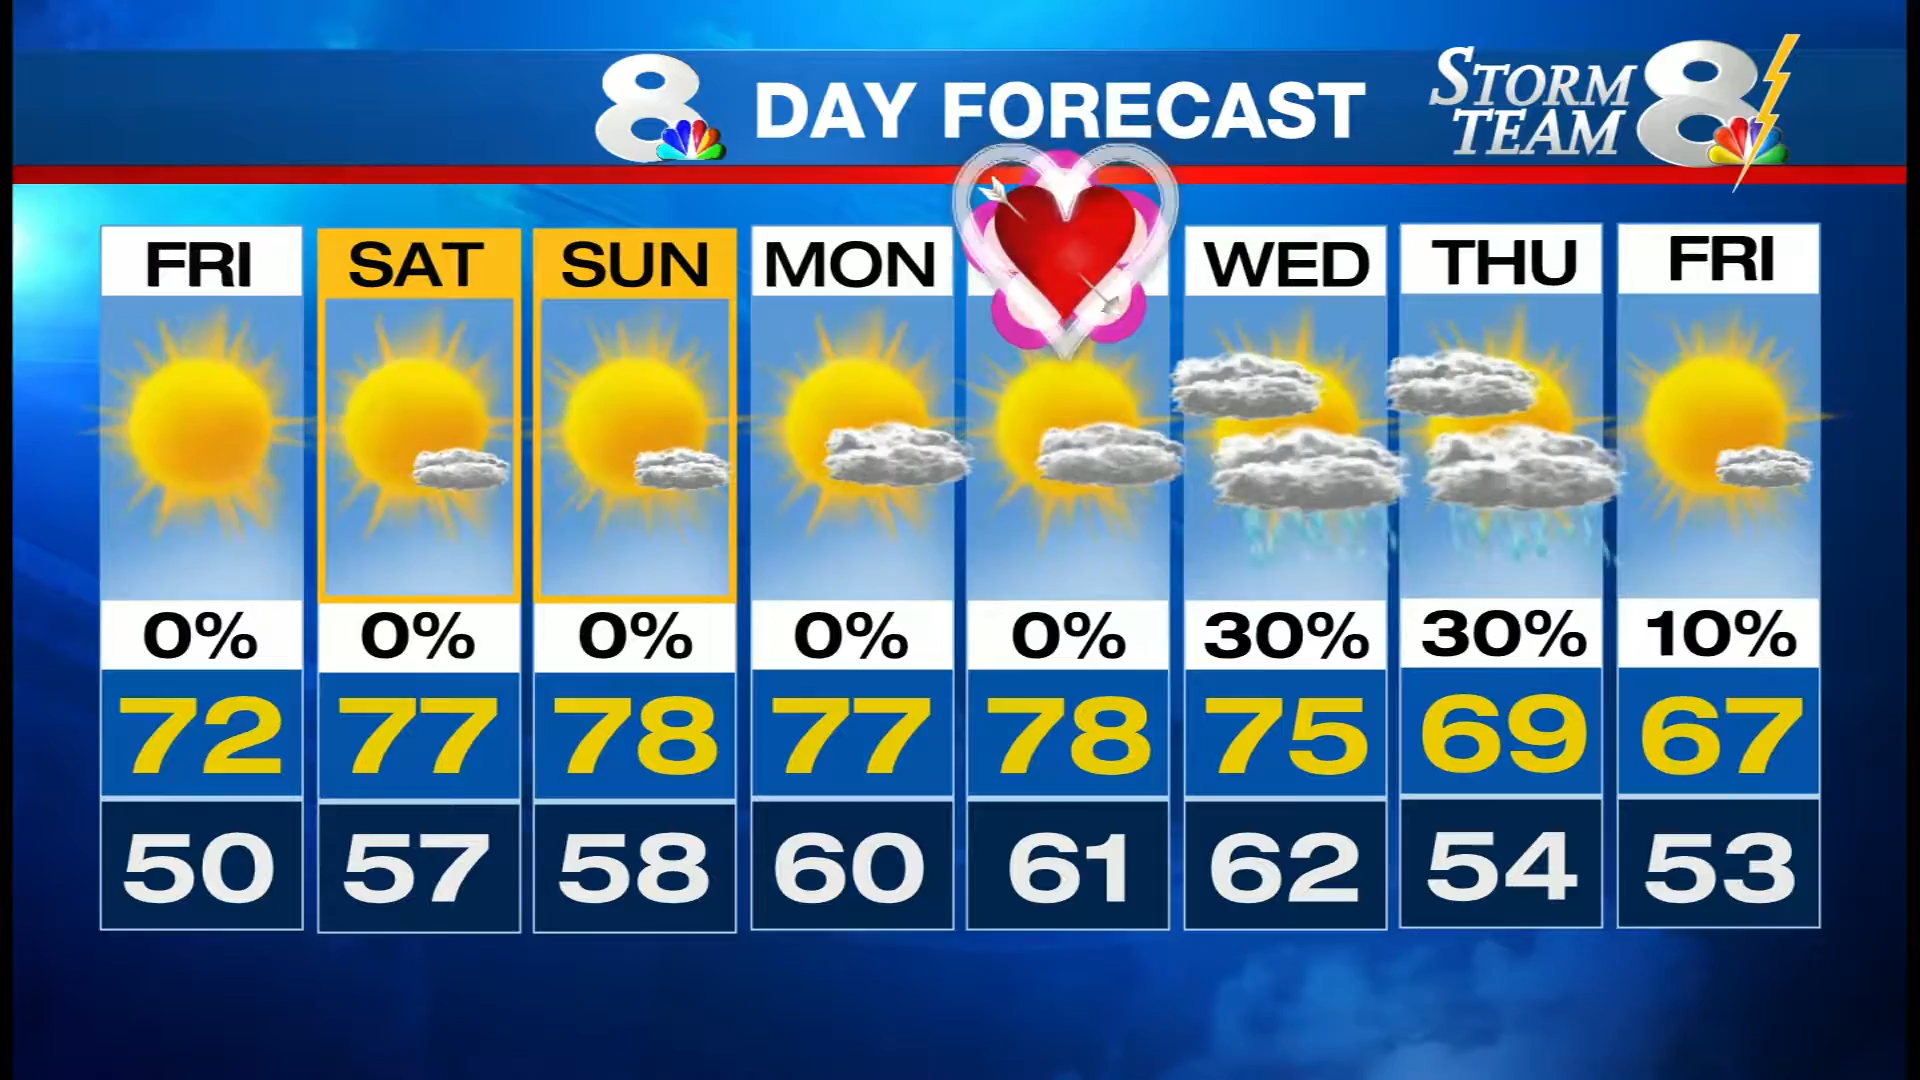 8 DAY FORECAST
STORM TEAM 8
FRI SAT SUN MON WED THU FRI
0% 0% 0% 0% 0% 30% 30% 10%
72 77 78 77 78 75 69 67
50 57 58 60 61 62 54 53